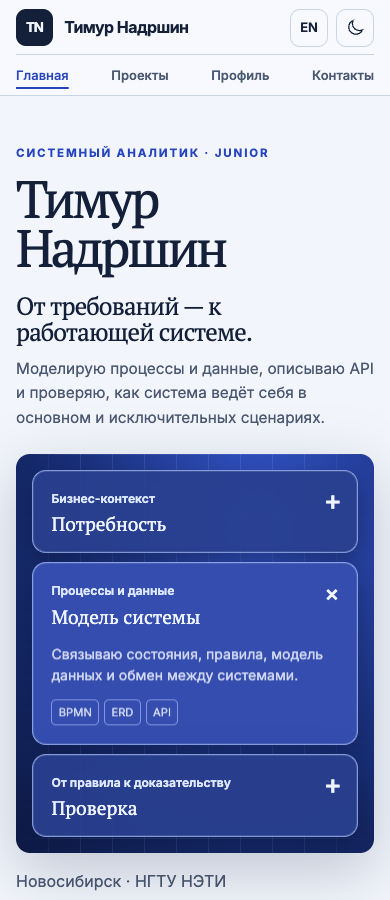 TN
Тимур Надршин
EN
Главная
Проекты
Профиль
Контакты
СИСТЕМНЫЙ АНАЛИТИК · JUNIOR
Тимур
Надршин
От требований — к
работающей системе.
Моделирую процессы и данные, описываю API
и проверяю, как система ведёт себя в
основном и исключительных сценариях.
Бизнес-контекст
Потребность
Процессы и данные
Модель системы
Связываю состояния, правила, модель
данных и обмен между системами.
BPMN
ERD
API
От правила к доказательству
Проверка
Новосибирск · НГТУ НЭТИ